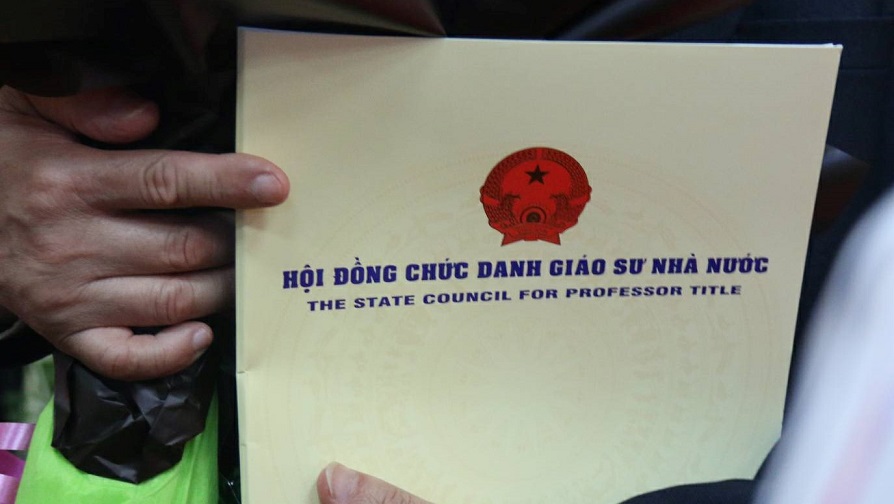 HỘI ĐỒNG CHỨC DANH GIÁO SƯ NHÀ NƯỚC
THE STATE COUNCIL FOR PROFESSOR TITLE